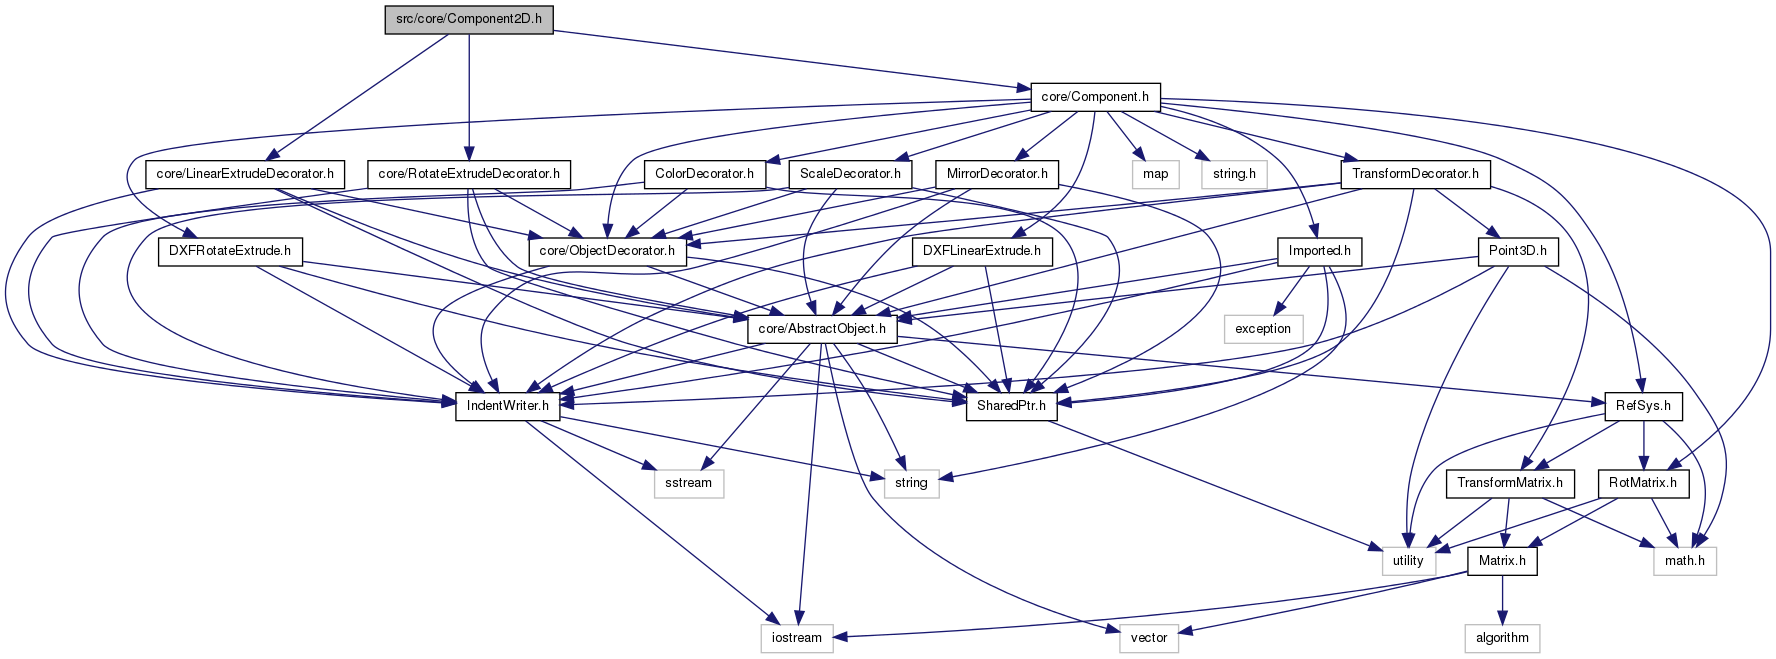 src/core/Component2D.h
core/Component.h
core/LinearExtrudeDecorator.h
core/RotateExtrudeDecorator.h
ColorDecorator.h
ScaleDecorator.h
MirrorDecorator.h
map
string.h
TransformDecorator.h
DXFRotateExtrude.h
core/ObjectDecorator.h
DXFLinearExtrude.h
Imported.h
Point3D.h
core/AbstractObject.h
exception
IndentWriter.h
SharedPtr.h
RefSys.h
sstream
string
TransformMatrix.h
RotMatrix.h
utility
Matrix.h
math.h
iostream
vector
algorithm